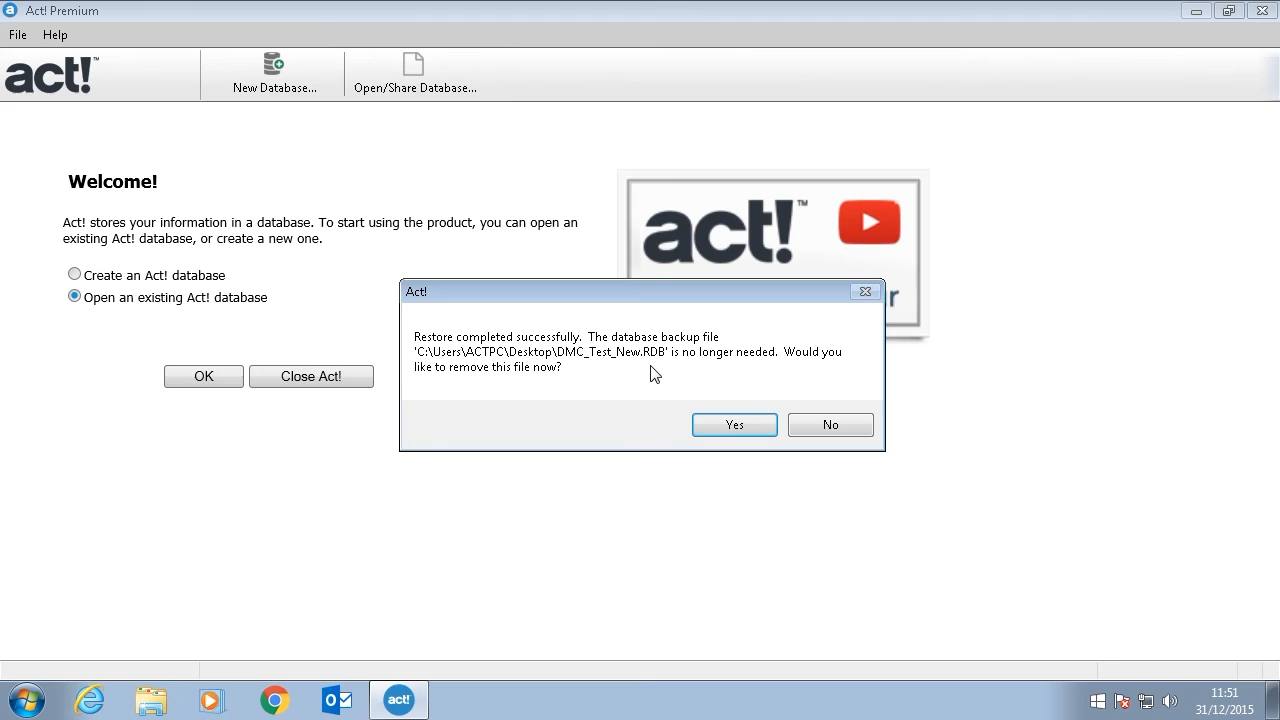 Act! Premium
File Help
act!™
New Database...
Open/Share Database...
Welcome!
Act! stores your information in a database. To start using the product, you can open an
existing Act! database, or create a new one.
Create an Act! database
Open an existing Act! database
OK
Close Act!
act!™
r
Act!
Restore completed successfully. The database backup file
'C:\Users\ACTPC\Desktop\DMC_Test_New.RDB' is no longer needed. Would you
like to remove this file now?
Yes
No
act!
11:51
31/12/2015